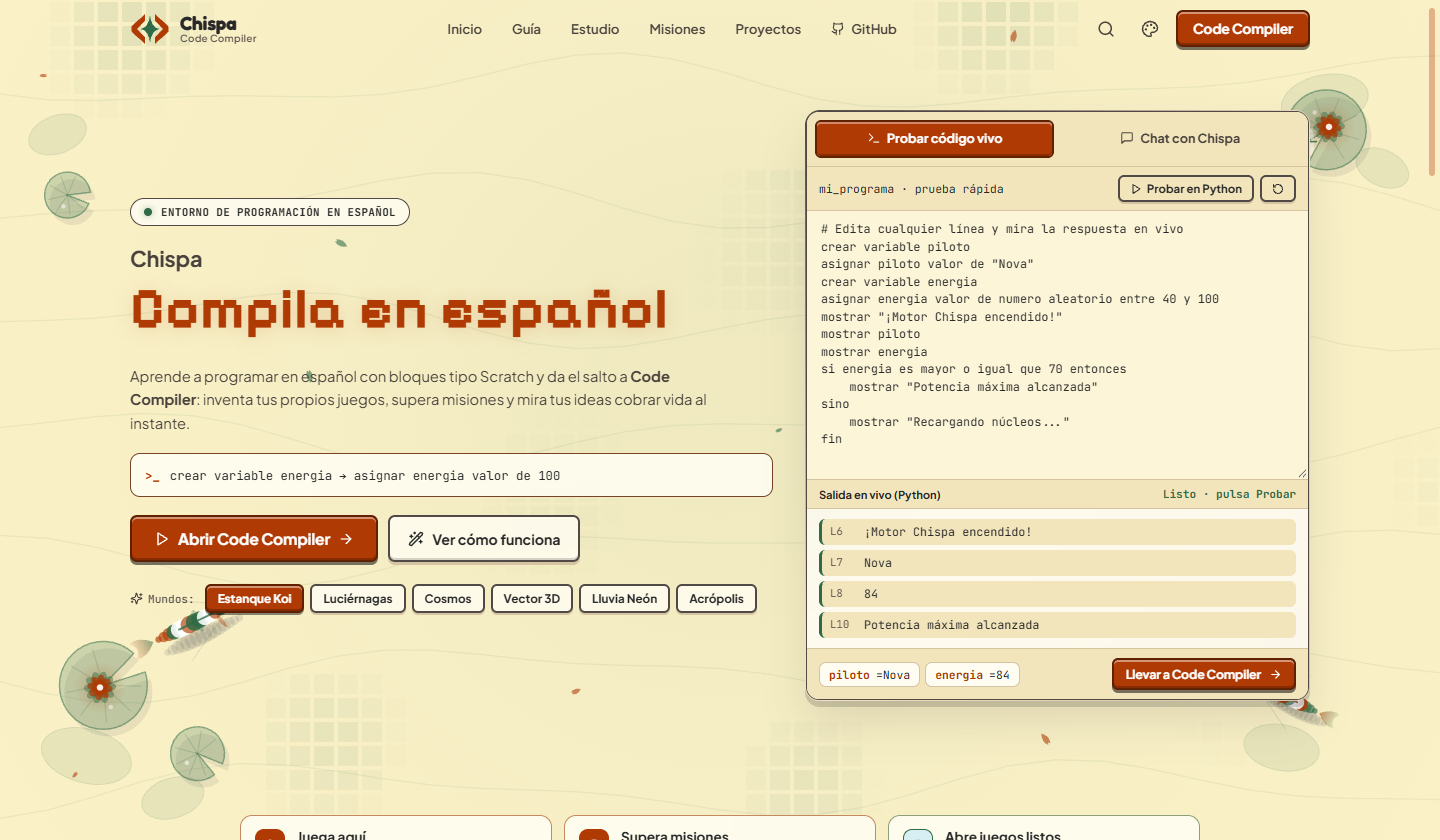 Chispa
Code Compiler
Inicio
Guía
Estudio
Misiones
Proyectos
GitHub
Code Compiler
ENTORNO DE PROGRAMACIÓN EN ESPAÑOL
Chispa
Compila en español
Aprende a programar en español con bloques tipo Scratch y da el salto a Code
Compiler: inventa tus propios juegos, supera misiones y mira tus ideas cobrar vida al
instante.
>_ crear variable energia → asignar energia valor de 100
Abrir Code Compiler →
Ver cómo funciona
Mundos:
Estanque Koi
Luciérnagas
Cosmos
Vector 3D
Lluvia Neón
Acrópolis
Probar código vivo
Chat con Chispa
mi_programa · prueba rápida
Probar en Python
# Edita cualquier línea y mira la respuesta en vivo
crear variable piloto
asignar piloto valor de "Nova"
crear variable energia
asignar energia valor de numero aleatorio entre 40 y 100
mostrar "¡Motor Chispa encendido!"
mostrar piloto
mostrar energia
si energia es mayor o igual que 70 entonces
    mostrar "Potencia máxima alcanzada"
sino
    mostrar "Recargando núcleos..."
fin
Salida en vivo (Python)
Listo · pulsa Probar
L6 ¡Motor Chispa encendido!
L7 Nova
L8 84
L10 Potencia máxima alcanzada
piloto =Nova
energia =84
Llevar a Code Compiler →
Juega aquí
Supera misiones
Abre juegos listos